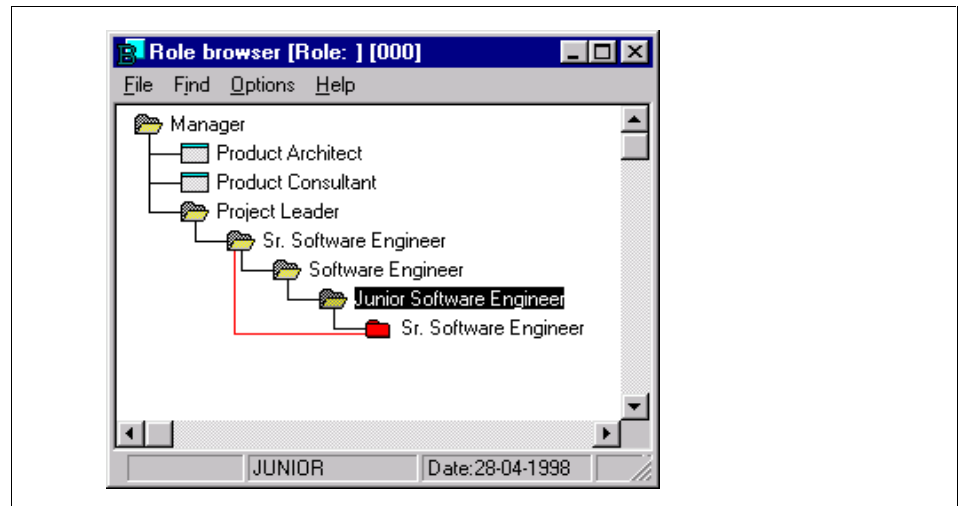 Role browser [Role: ] [000]
File Find Options Help
Manager
Product Architect
Product Consultant
Project Leader
Sr. Software Engineer
Software Engineer
Junior Software Engineer
Sr. Software Engineer
JUNIOR Date:28-04-1998